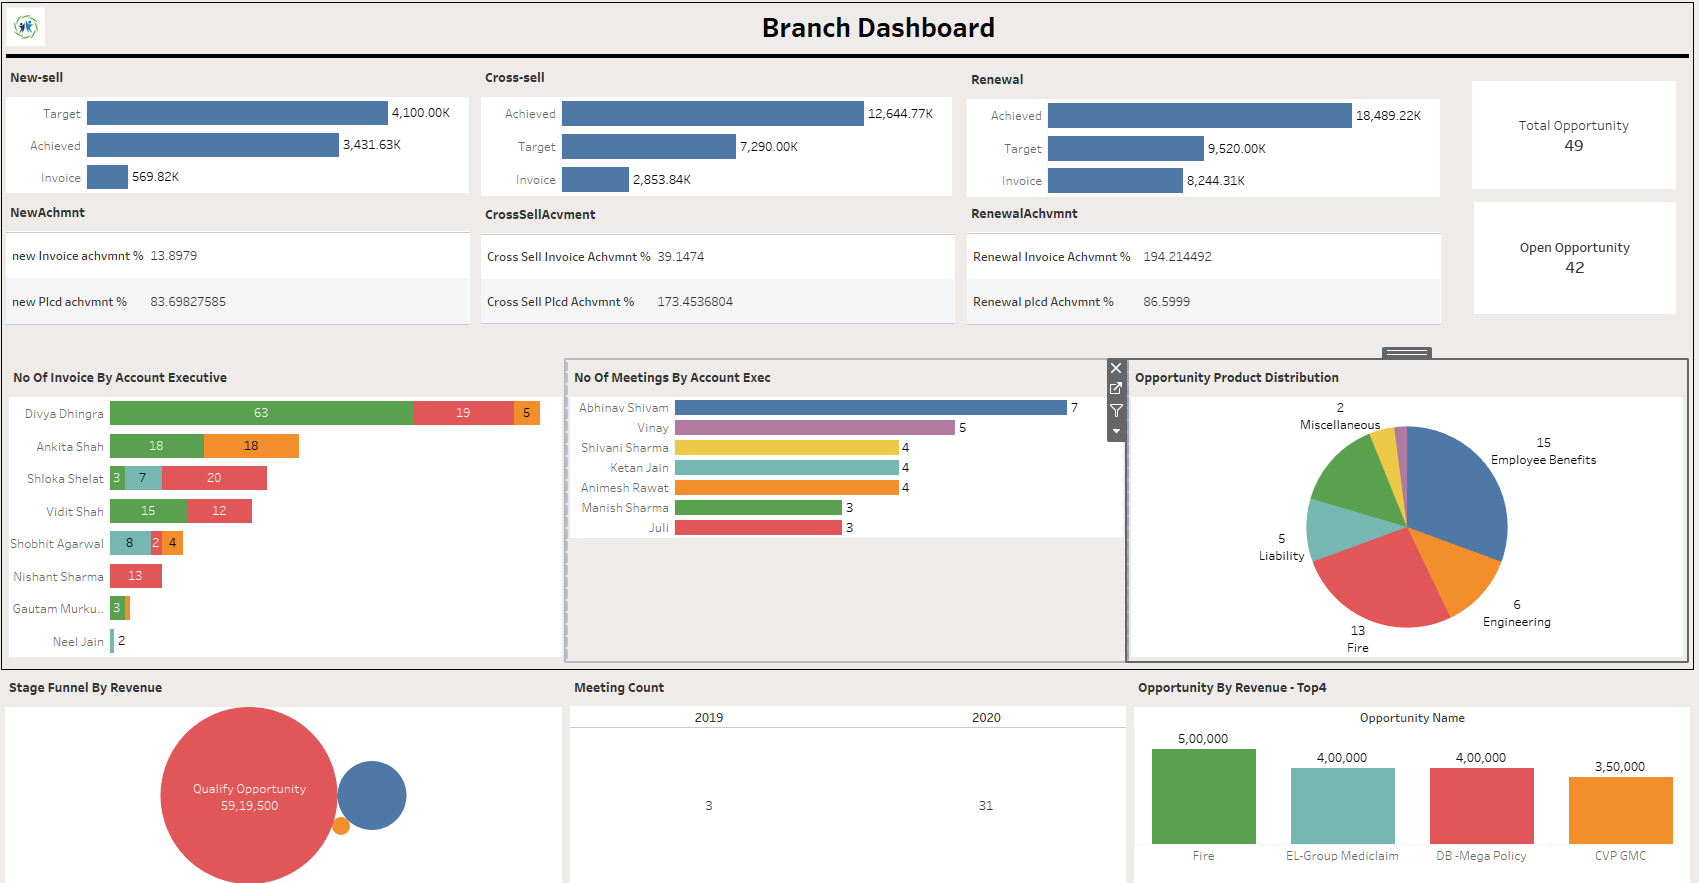 Branch Dashboard
New-sell
Target 4,100.00K
Achieved 3,431.63K
Invoice 569.82K
Cross-sell
Achieved 12,644.77K
Target 7,290.00K
Invoice 2,853.84K
Renewal
Achieved 18,489.22K
Target 9,520.00K
Invoice 8,244.31K
Total Opportunity
49
NewAchmnt
new Invoice achvmnt % 13.8979
new Plcd achvmnt % 83.69827585
CrossSellAcvment
Cross Sell Invoice Achvmnt % 39.1474
Cross Sell Plcd Achvmnt % 173.4536804
RenewalAchvmnt
Renewal Invoice Achvmnt % 194.214492
Renewal plcd Achvmnt % 86.5999
Open Opportunity
42
No Of Invoice By Account Executive
Divya Dhingra 63 19 5
Ankita Shah 18 18
Shloka Shelat 3 7 20
Vidit Shah 15 12
Shobhit Agarwal 8 2 4
Nishant Sharma 13
Gautam Murku.. 3
Neel Jain 2
No Of Meetings By Account Exec
Abhinav Shivam 7
Vinay 5
Shivani Sharma 4
Ketan Jain 4
Animesh Rawat 4
Manish Sharma 3
Juli 3
Opportunity Product Distribution
2
Miscellaneous
15
Employee Benefits
5
Liability
6
Engineering
13
Fire
Stage Funnel By Revenue
Qualify Opportunity
59,19,500
Meeting Count
2019 2020
3 31
Opportunity By Revenue - Top4
Opportunity Name
5,00,000
4,00,000
4,00,000
3,50,000
Fire EL-Group Mediclaim DB -Mega Policy CVP GMC